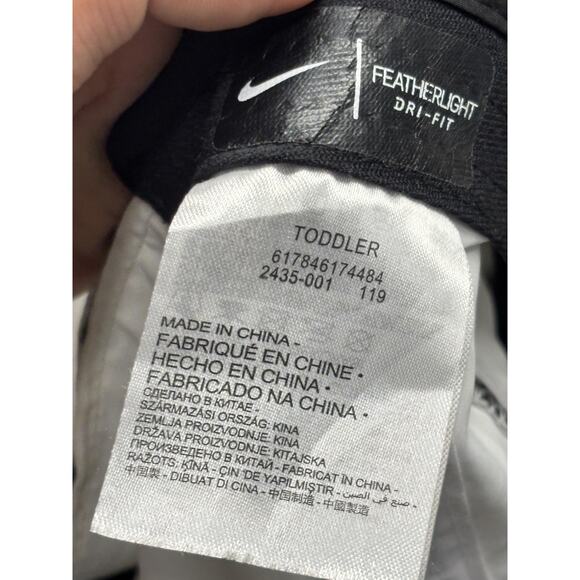 FEATHERLIGHT
DRI-FIT
TODDLER
617846174484
2435-001 119
MADE IN CHINA -
FABRIQUÉ EN CHINE •
HECHO EN CHINA •
FABRICADO NA CHINA •
СДЕЛАНО В КИТАЕ -
SZÁRMAZÁSI ORSZÁG: KÍNA
ZEMLJA PROIZVODNJE: KINA
DRŽAVA PROIZVODNJE: KITAJSKA
ПРОИЗВЕДЕНО В КИТАЙ - FABRICAT ÎN CHINA
RAŽOTS: ĶĪNĀ - ÇIN'DE YAPILMIŞTIR - صنع في الصين -
中国製 - DIBUAT DI CINA - 中国制造 - 中國製造